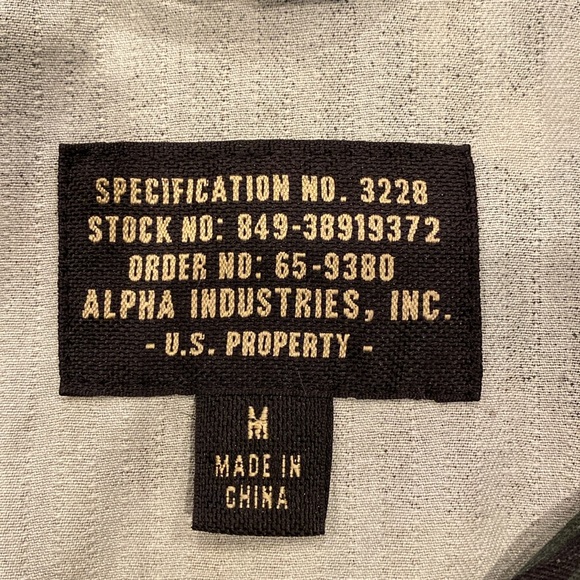 SPECIFICATION NO. 3228
STOCK NO: 849-38919372
ORDER NO: 65-9380
ALPHA INDUSTRIES, INC.
- U.S. PROPERTY -
M
MADE IN
CHINA